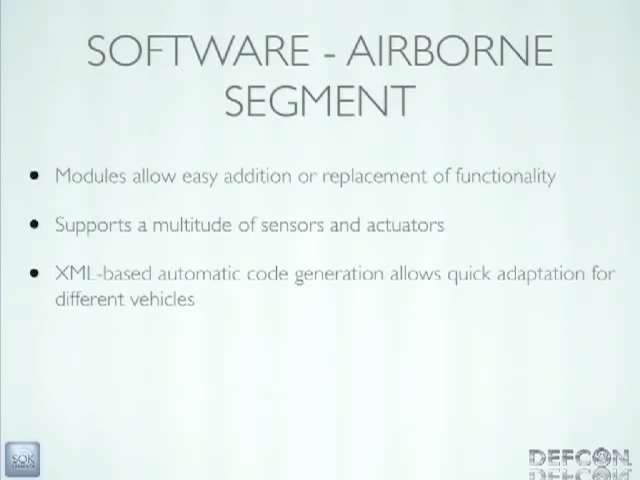 SOFTWARE - AIRBORNE
SEGMENT
• Modules allow easy addition or replacement of functionality
• Supports a multitude of sensors and actuators
• XML-based automatic code generation allows quick adaptation for
different vehicles
SQK
DEFCON